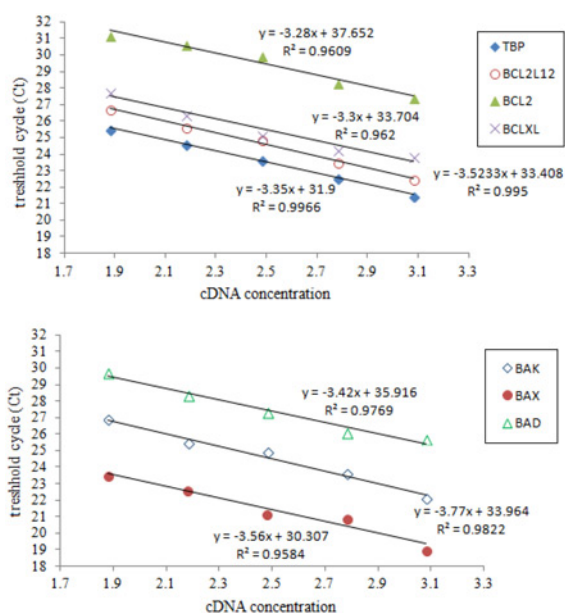 32
31
30
29
28
27
26
25
24
23
22
21
20
19
18
treshhold cycle (Ct)
y = -3.28x + 37.652
R² = 0.9609
y = -3.3x + 33.704
R² = 0.962
y = -3.5233x + 33.408
R² = 0.995
y = -3.35x + 31.9
R² = 0.9966
TBP
BCL2L12
BCL2
BCLXL
1.7 1.9 2.1 2.3 2.5 2.7 2.9 3.1 3.3
cDNA concentration
32
31
30
29
28
27
26
25
24
23
22
21
20
19
18
treshhold cycle (Ct)
y = -3.42x + 35.916
R² = 0.9769
y = -3.77x + 33.964
R² = 0.9822
y = -3.56x + 30.307
R² = 0.9584
BAK
BAX
BAD
1.7 1.9 2.1 2.3 2.5 2.7 2.9 3.1 3.3
cDNA concentration